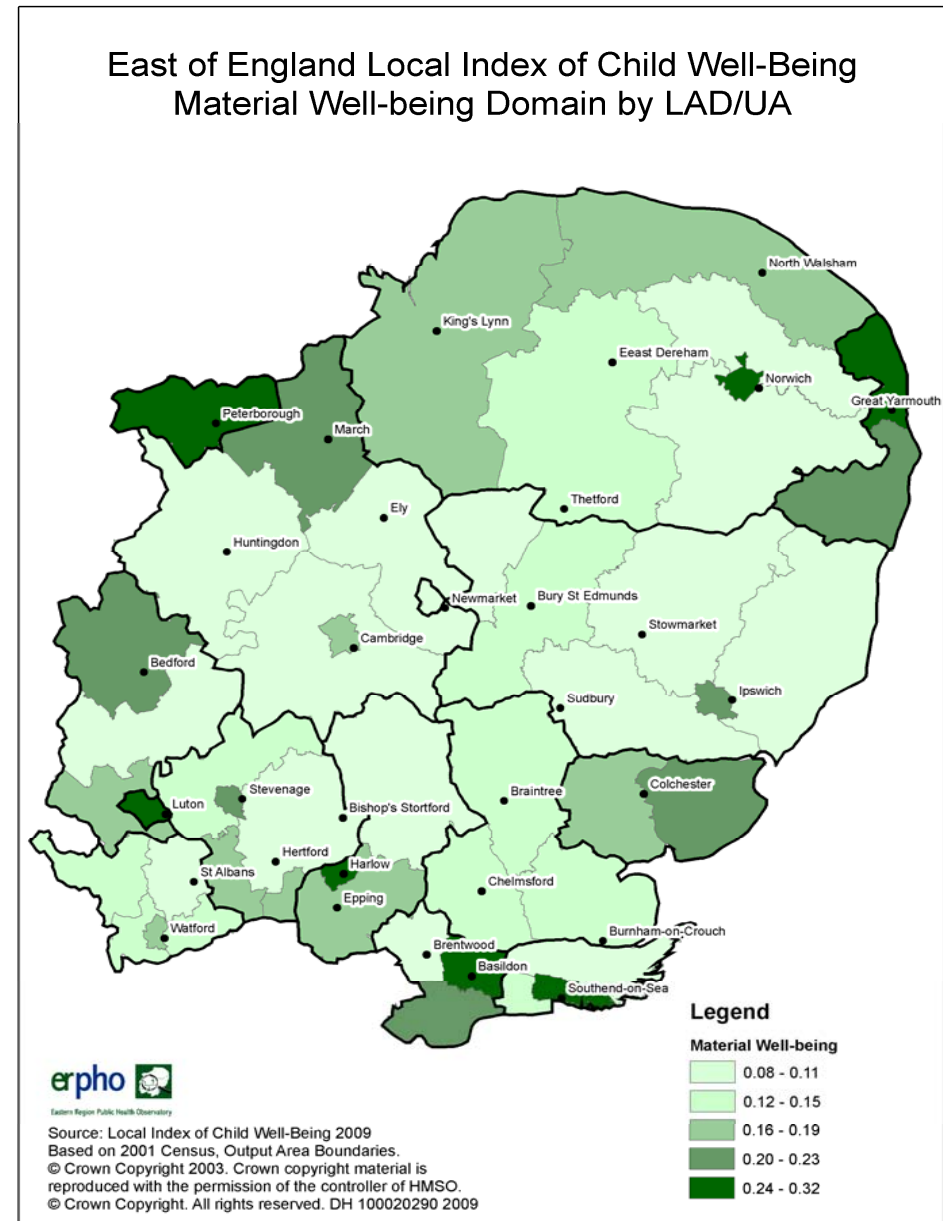 East of England Local Index of Child Well-Being
Material Well-being Domain by LAD/UA
North Walsham
King's Lynn
Eeast Dereham
Norwich
Great Yarmouth
Peterborough
March
Thetford
Ely
Huntingdon
Newmarket
Bury St Edmunds
Stowmarket
Cambridge
Bedford
Ipswich
Sudbury
Colchester
Stevenage
Braintree
Luton
Bishop's Stortford
Hertford
Harlow
St Albans
Chelmsford
Epping
Watford
Burnham-on-Crouch
Brentwood
Basildon
Southend-on-Sea
Legend
Material Well-being
0.08 - 0.11
0.12 - 0.15
0.16 - 0.19
0.20 - 0.23
0.24 - 0.32
erpho
Eastern Region Public Health Observatory
Source: Local Index of Child Well-Being 2009
Based on 2001 Census, Output Area Boundaries.
© Crown Copyright 2003. Crown copyright material is
reproduced with the permission of the controller of HMSO.
© Crown Copyright. All rights reserved. DH 100020290 2009